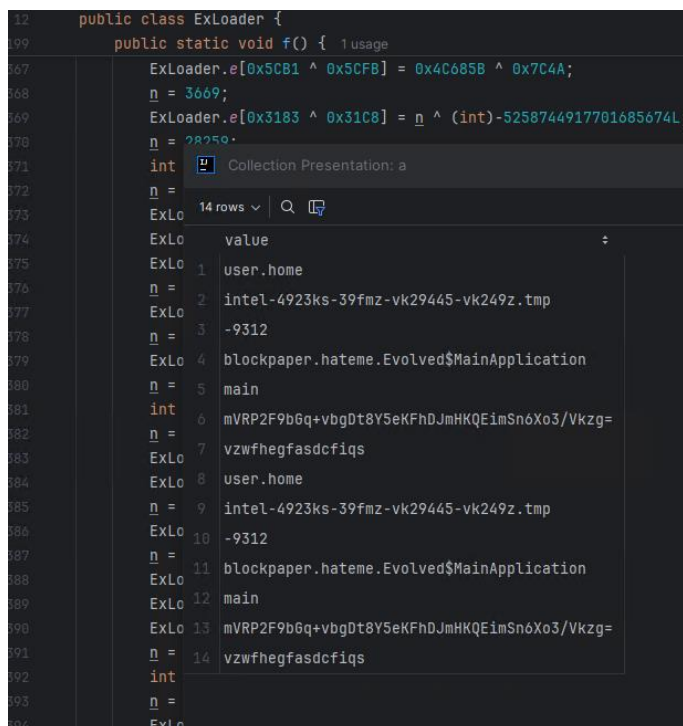 12 public class ExLoader {
199 public static void f() { 1 usage
367 ExLoader.e[0x5CB1 ^ 0x5CFB] = 0x4C685B ^ 0x7C4A;
368 n = 3669;
369 ExLoader.e[0x3183 ^ 0x31C8] = n ^ (int)-5258744917701685674L
370 n = 28259;
371 int
372 n =
373 ExLo
374 ExLo
375 ExLo
376 n =
377 ExLo
378 n =
379 ExLo
380 n =
381 int
382 n =
383 ExLo
384 ExLo
385 n =
386 ExLo
387 n =
388 ExLo
389 ExLo
390 ExLo
391 n =
392 int
393 n =
394 ExLo
Collection Presentation: a
14 rows
value
1 user.home
2 intel-4923ks-39fmz-vk29445-vk249z.tmp
3 -9312
4 blockpaper.hateme.Evolved$MainApplication
5 main
6 mVRP2F9bGq+vbgDt8Y5eKFhDJmHKQEimSn6Xo3/Vkzg=
7 vzwfhegfasdcfiqs
8 user.home
9 intel-4923ks-39fmz-vk29445-vk249z.tmp
10 -9312
11 blockpaper.hateme.Evolved$MainApplication
12 main
13 mVRP2F9bGq+vbgDt8Y5eKFhDJmHKQEimSn6Xo3/Vkzg=
14 vzwfhegfasdcfiqs